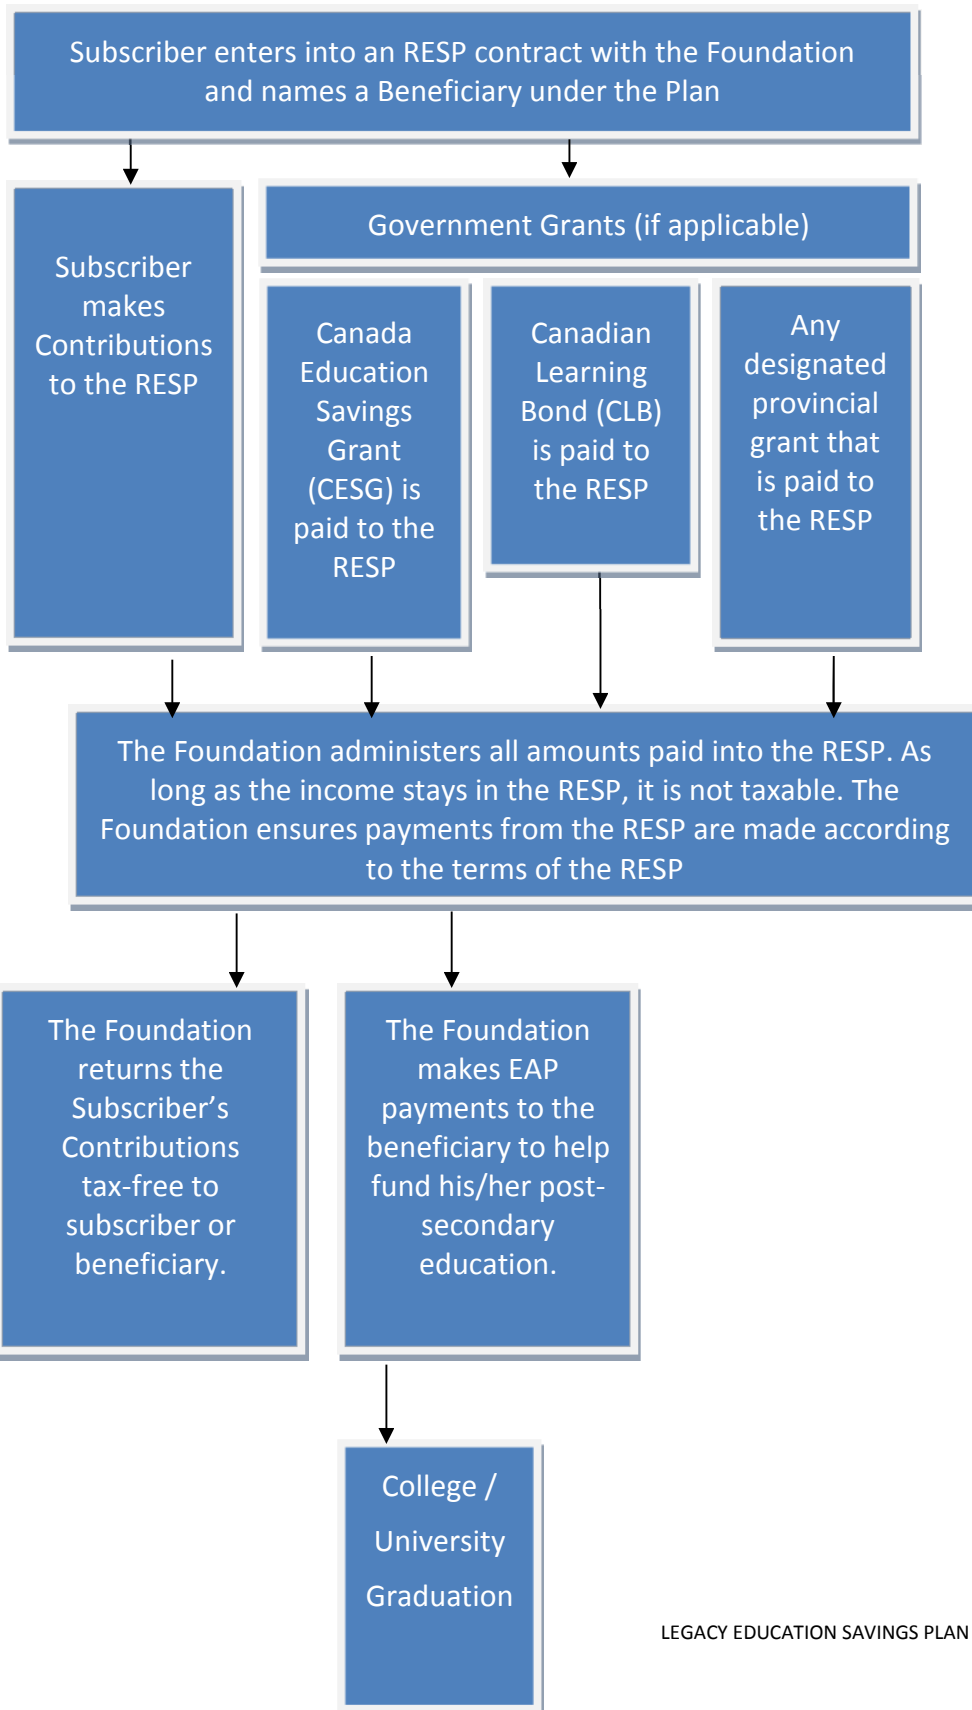 Subscriber enters into an RESP contract with the Foundation
and names a Beneficiary under the Plan
Subscriber
makes
Contributions
to the RESP
Government Grants (if applicable)
Canada
Education
Savings
Grant
(CESG) is
paid to the
RESP
Canadian
Learning
Bond (CLB)
is paid to
the RESP
Any
designated
provincial
grant that
is paid to
the RESP
The Foundation administers all amounts paid into the RESP. As
long as the income stays in the RESP, it is not taxable. The
Foundation ensures payments from the RESP are made according
to the terms of the RESP
The Foundation
returns the
Subscriber’s
Contributions
tax-free to
subscriber or
beneficiary.
The Foundation
makes EAP
payments to the
beneficiary to help
fund his/her post-
secondary
education.
College /
University
Graduation
LEGACY EDUCATION SAVINGS PLAN